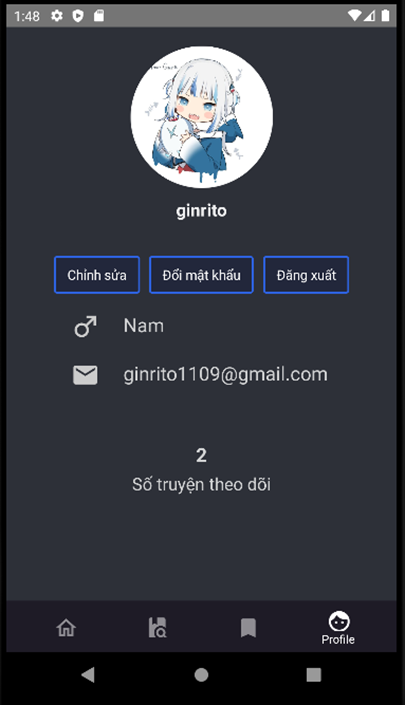 1:48
ginrito
Chỉnh sửa
Đổi mật khẩu
Đăng xuất
Nam
ginrito1109@gmail.com
2
Số truyện theo dõi
Profile